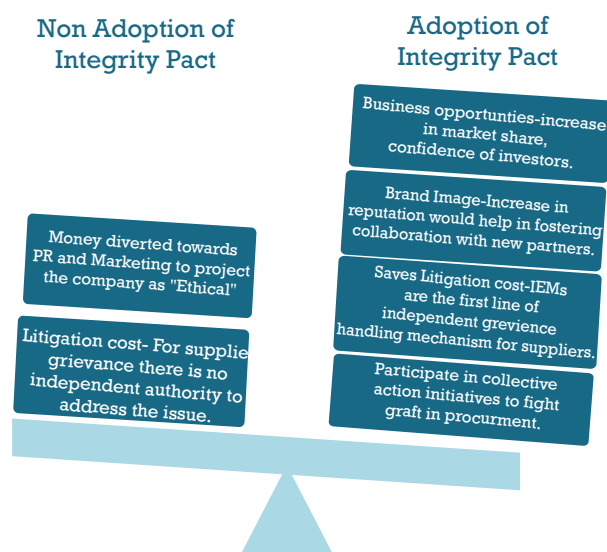 Non Adoption of
Integrity Pact
Adoption of
Integrity Pact
Money diverted towards
PR and Marketing to project
the company as "Ethical"
Litigation cost- For supplie
grievance there is no
independent authority to
address the issue.
Business opportunties-increase
in market share,
confidence of investors.
Brand Image-Increase in
reputation would help in fostering
collaboration with new partners.
Saves Litigation cost-IEMs
are the first line of
independent grevience
handling mechanism for suppliers.
Participate in collective
action initiatives to fight
graft in procurment.